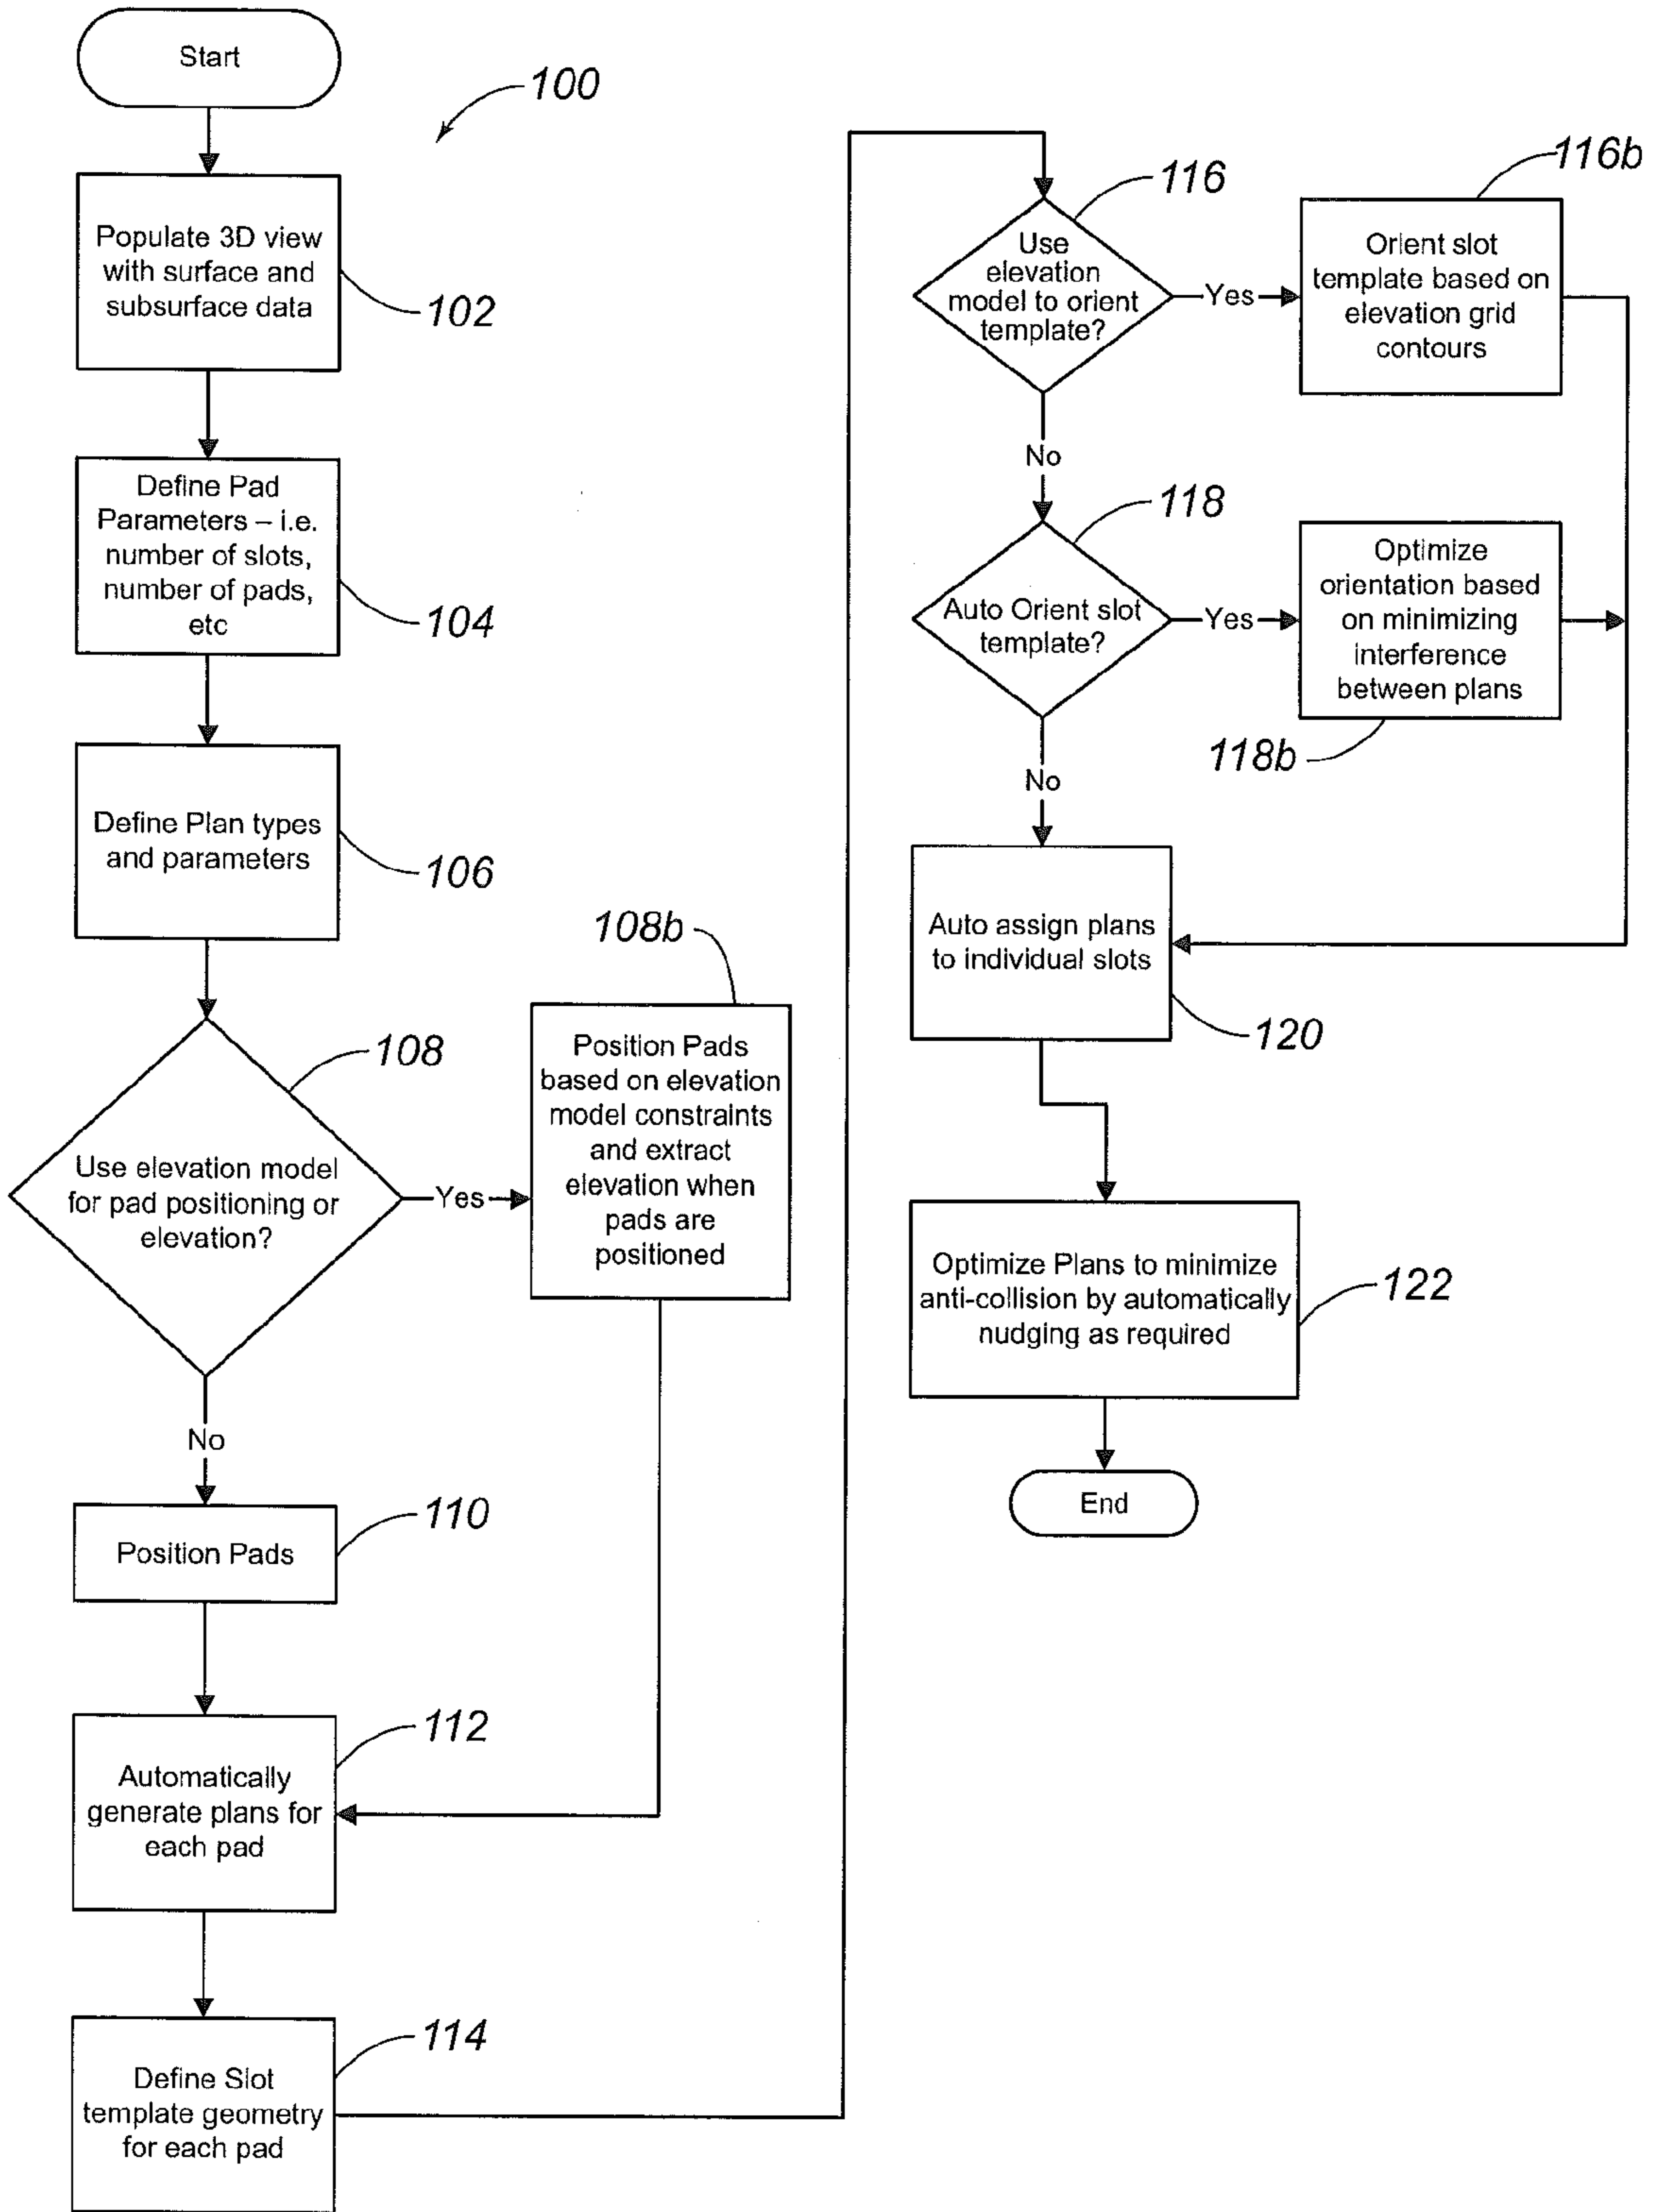 Start
100
Populate 3D view
with surface and
subsurface data
102
Define Pad
Parameters – i.e.
number of slots,
number of pads,
etc
104
Define Plan types
and parameters
106
108
Use elevation model
for pad positioning or
elevation?
Yes
No
108b
Position Pads
based on elevation
model constraints
and extract
elevation when
pads are
positioned
110
Position Pads
112
Automatically
generate plans for
each pad
114
Define Slot
template geometry
for each pad
116
Use
elevation
model to orient
template?
Yes
No
116b
Orient slot
template based on
elevation grid
contours
118
Auto Orient slot
template?
Yes
No
Optimize
orientation based
on minimizing
interference
between plans
118b
Auto assign plans
to individual slots
120
Optimize Plans to minimize
anti-collision by automatically
nudging as required
122
End